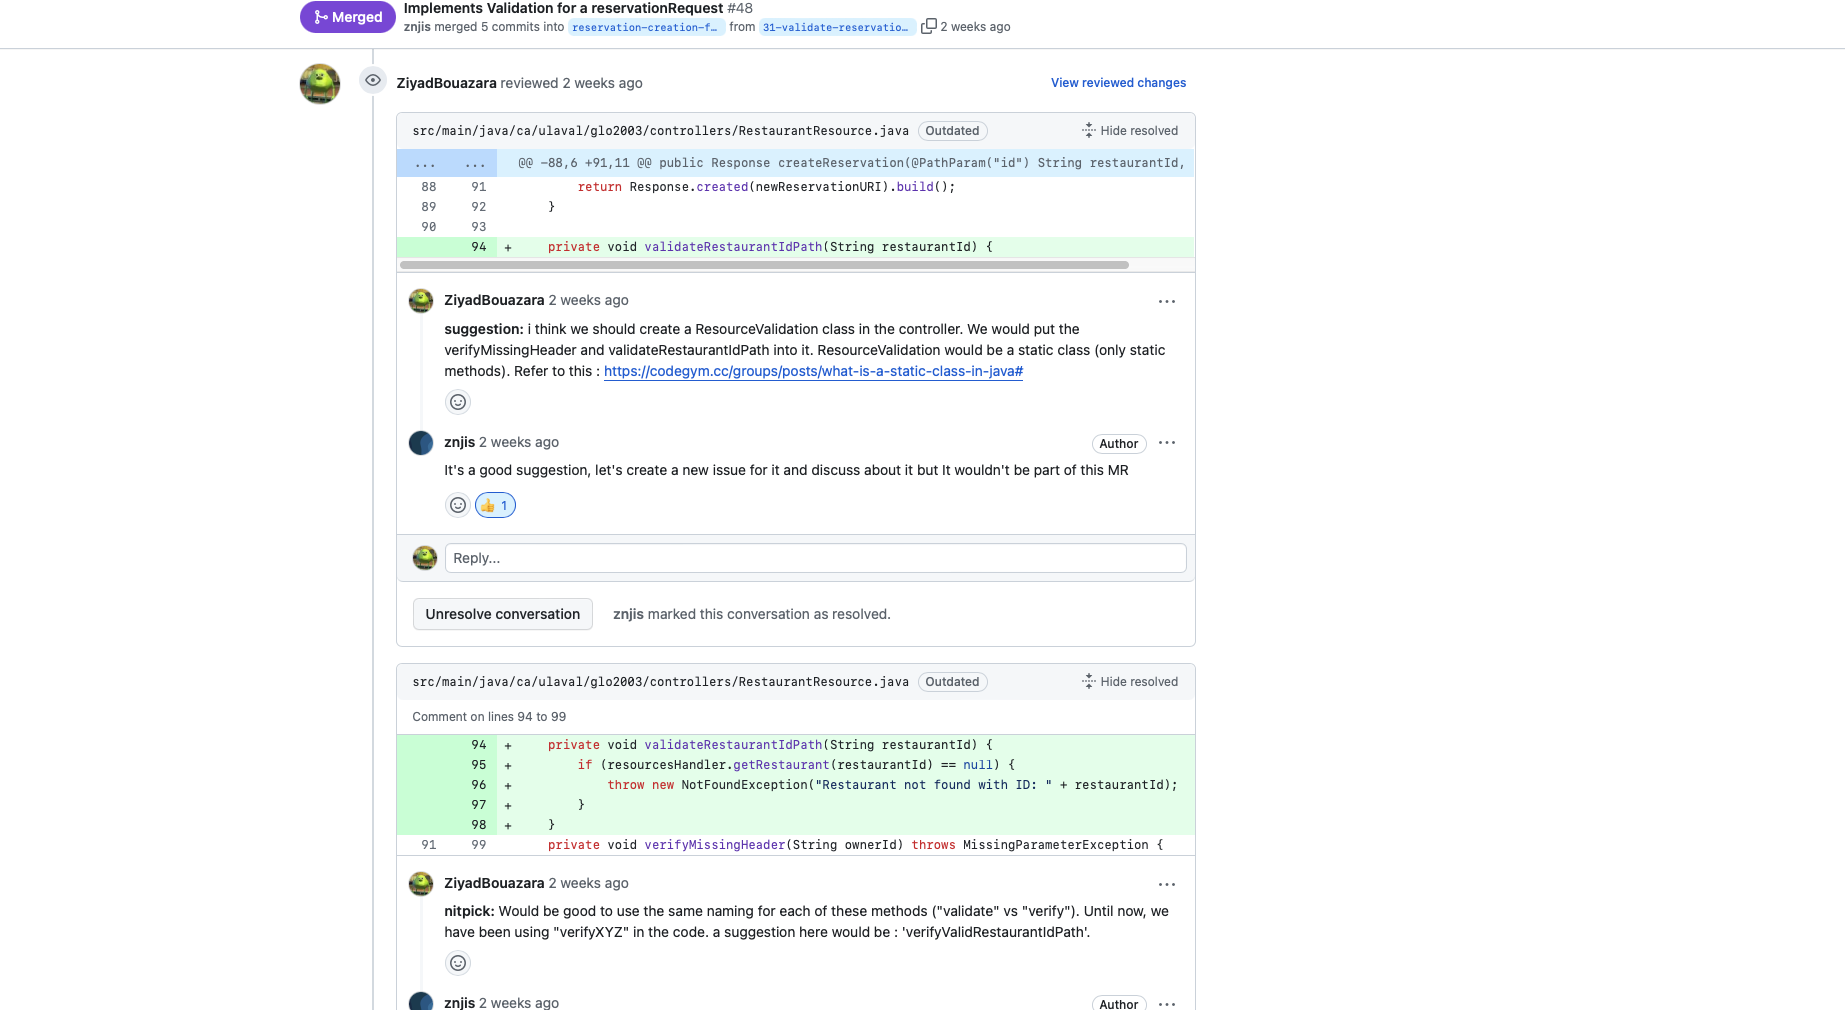 Merged
Implements Validation for a reservationRequest #48
znjis merged 5 commits into reservation-creation-f… from 31-validate-reservatio… 2 weeks ago
ZiyadBouazara reviewed 2 weeks ago
View reviewed changes
src/main/java/ca/ulaval/glo2003/controllers/RestaurantResource.java Outdated Hide resolved
... ... @@ -88,6 +91,11 @@ public Response createReservation(@PathParam("id") String restaurantId,
88 91 return Response.created(newReservationURI).build();
89 92 }
90 93
94 + private void validateRestaurantIdPath(String restaurantId) {
ZiyadBouazara 2 weeks ago
suggestion: i think we should create a ResourceValidation class in the controller. We would put the
verifyMissingHeader and validateRestaurantIdPath into it. ResourceValidation would be a static class (only static
methods). Refer to this : https://codegym.cc/groups/posts/what-is-a-static-class-in-java#
znjis 2 weeks ago Author
It's a good suggestion, let's create a new issue for it and discuss about it but It wouldn't be part of this MR
👍 1
Reply...
Unresolve conversation znjis marked this conversation as resolved.
src/main/java/ca/ulaval/glo2003/controllers/RestaurantResource.java Outdated Hide resolved
Comment on lines 94 to 99
94 + private void validateRestaurantIdPath(String restaurantId) {
95 + if (resourcesHandler.getRestaurant(restaurantId) == null) {
96 + throw new NotFoundException("Restaurant not found with ID: " + restaurantId);
97 + }
98 + }
91 99 private void verifyMissingHeader(String ownerId) throws MissingParameterException {
ZiyadBouazara 2 weeks ago
nitpick: Would be good to use the same naming for each of these methods ("validate" vs "verify"). Until now, we
have been using "verifyXYZ" in the code. a suggestion here would be : 'verifyValidRestaurantIdPath'.
znjis 2 weeks ago Author